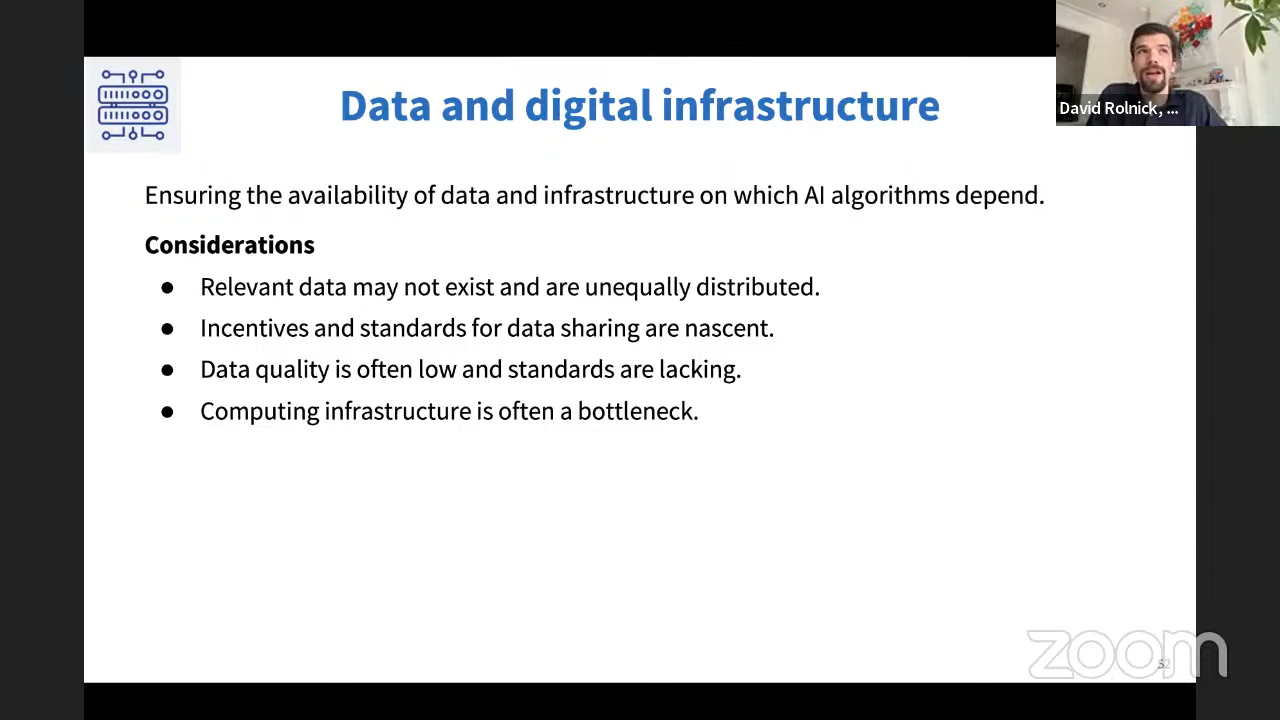 Data and digital infrastructure
David Rolnick, ...
Ensuring the availability of data and infrastructure on which AI algorithms depend.
Considerations
● Relevant data may not exist and are unequally distributed.
● Incentives and standards for data sharing are nascent.
● Data quality is often low and standards are lacking.
● Computing infrastructure is often a bottleneck.
zoom
52